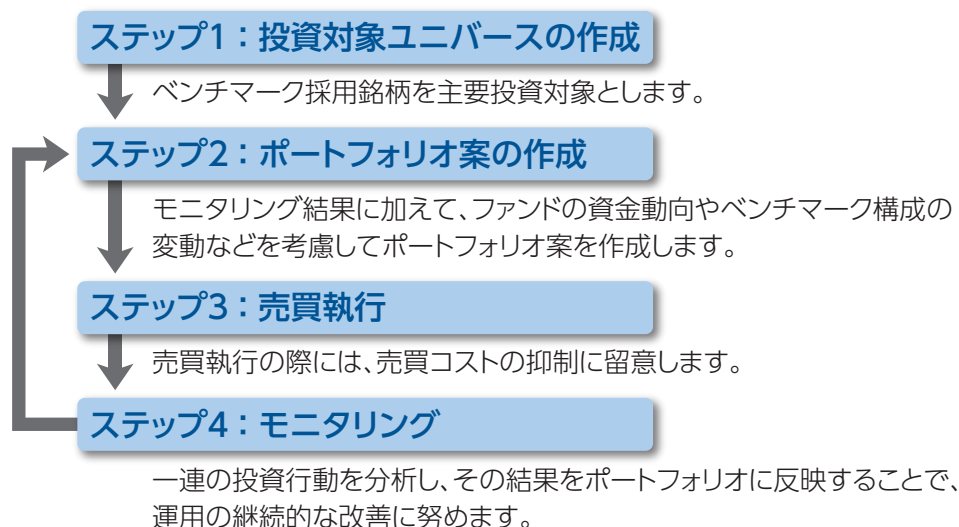 ステップ1：投資対象ユニバースの作成
ベンチマーク採用銘柄を主要投資対象とします。
ステップ2：ポートフォリオ案の作成
モニタリング結果に加えて、ファンドの資金動向やベンチマーク構成の
変動などを考慮してポートフォリオ案を作成します。
ステップ3：売買執行
売買執行の際には、売買コストの抑制に留意します。
ステップ4：モニタリング
一連の投資行動を分析し、その結果をポートフォリオに反映することで、
運用の継続的な改善に努めます。